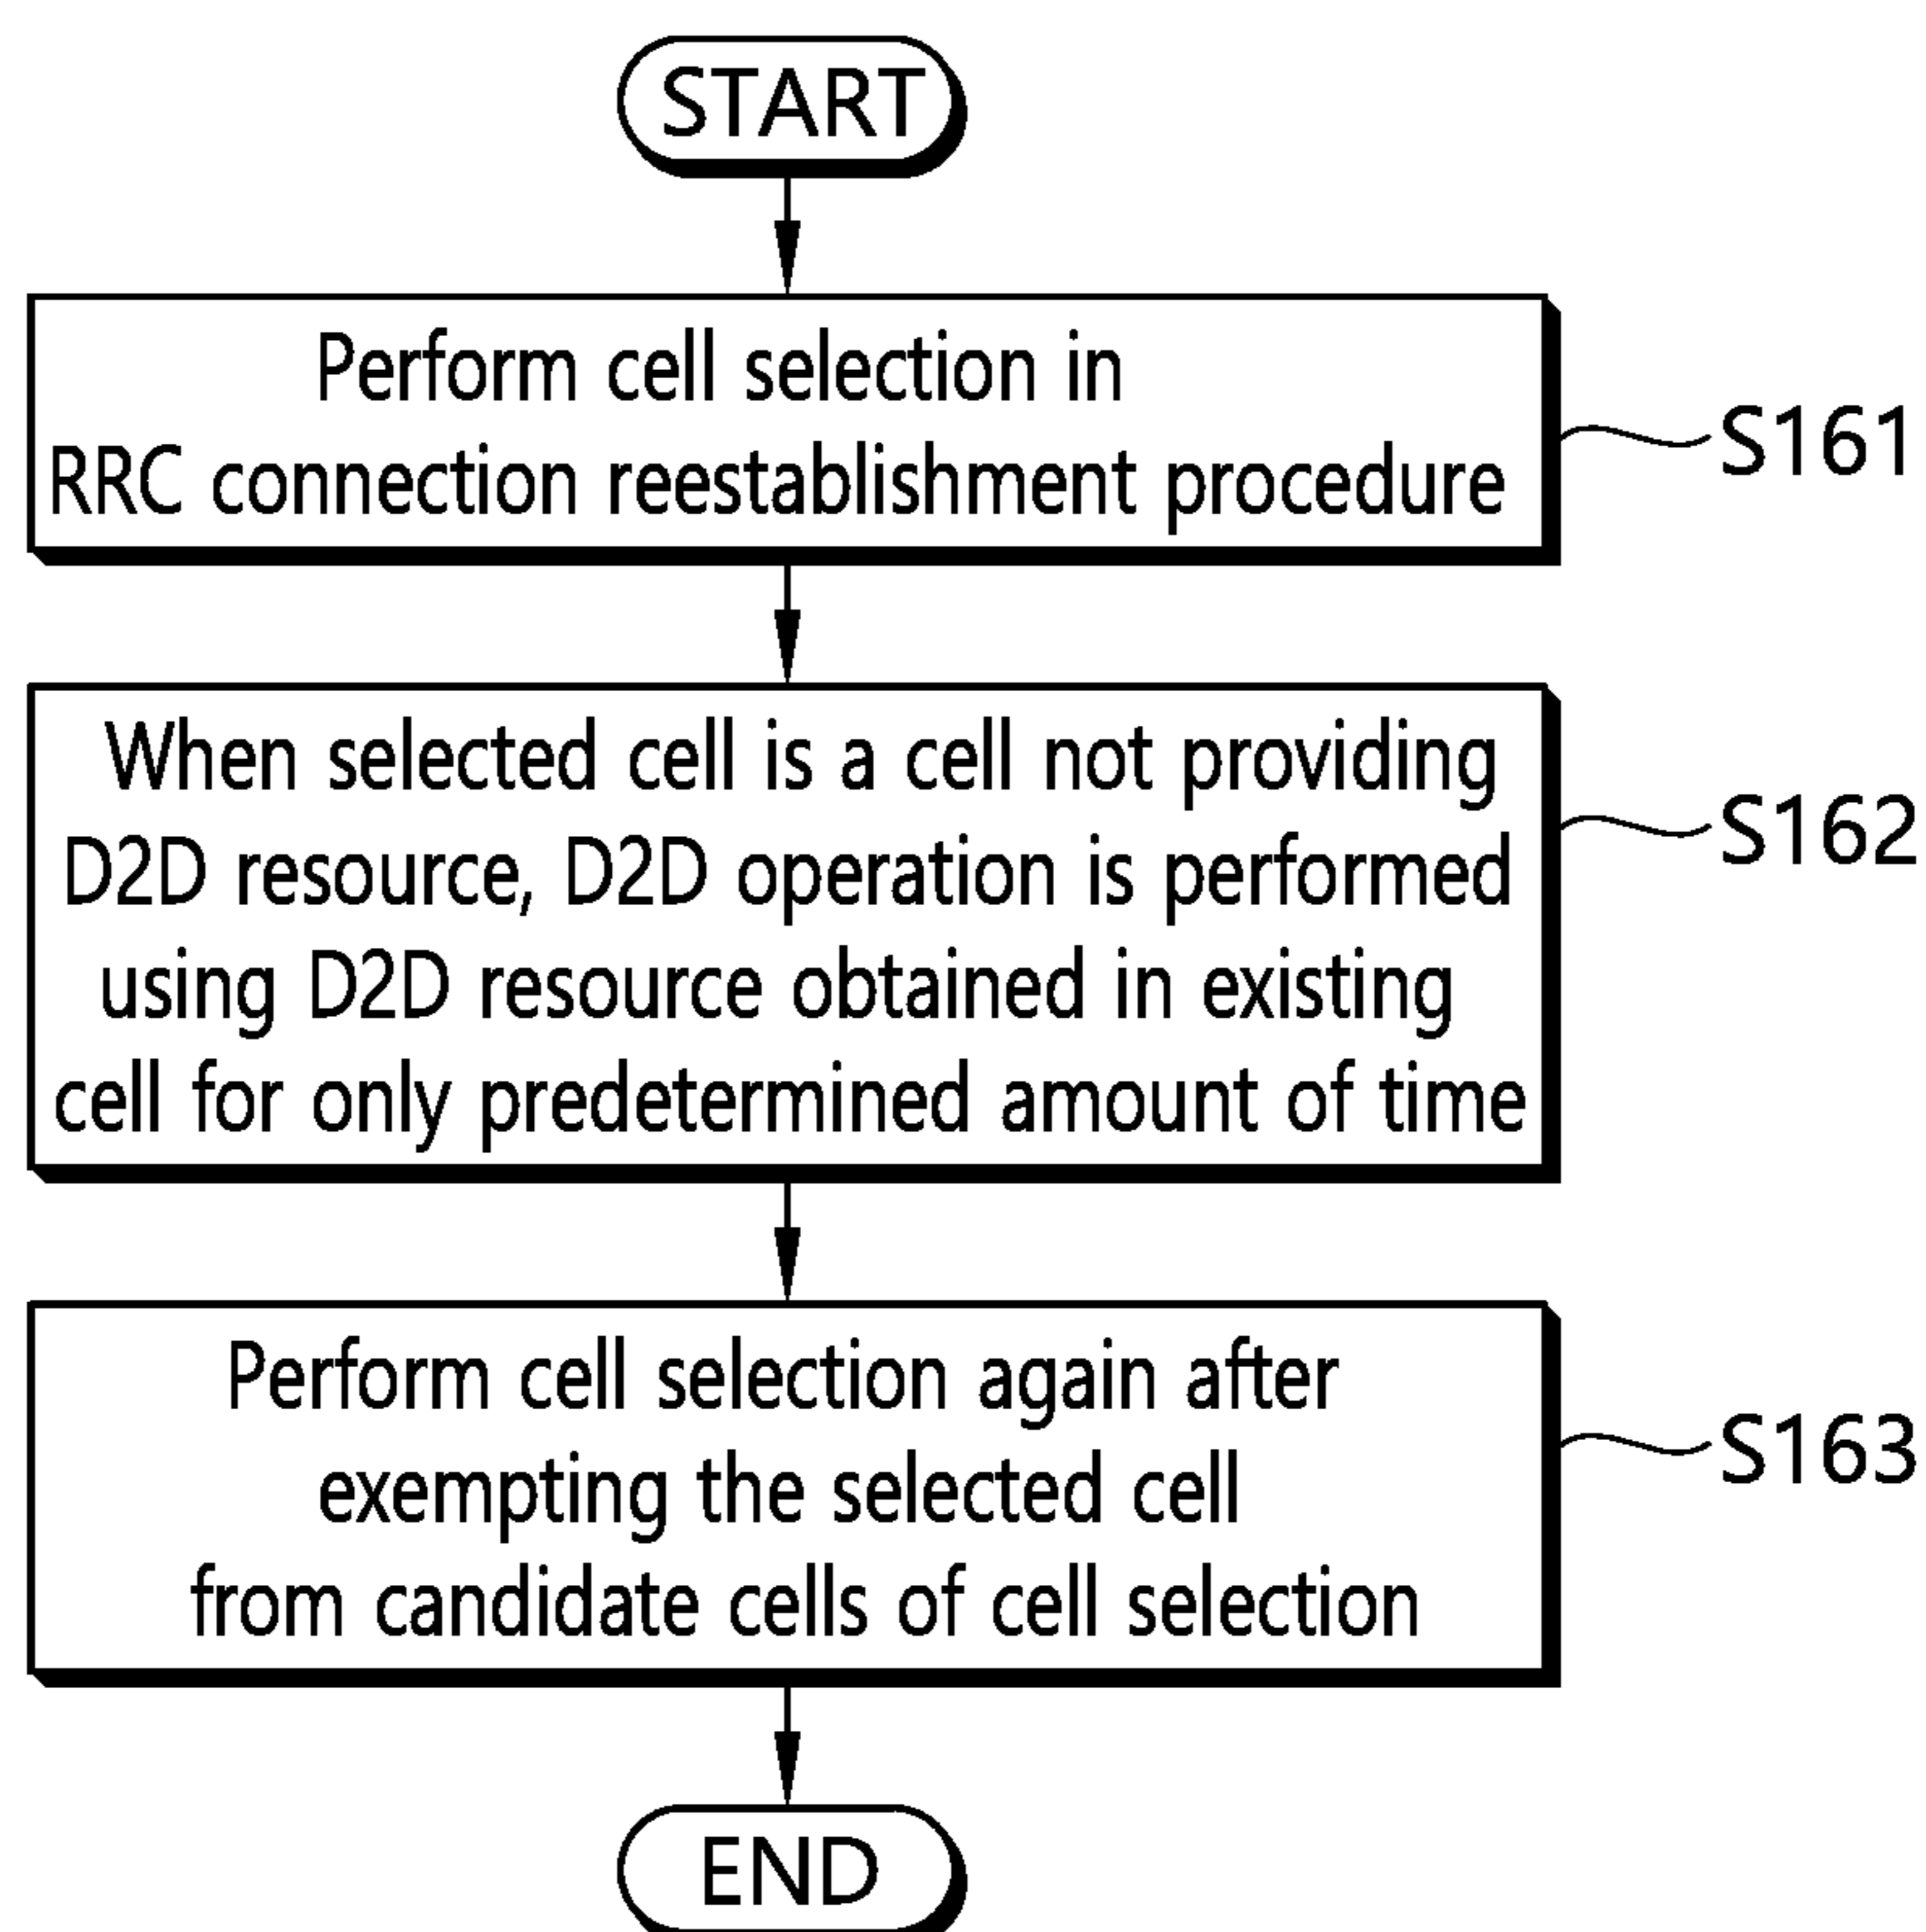 START
Perform cell selection in
RRC connection reestablishment procedure
S161
When selected cell is a cell not providing
D2D resource, D2D operation is performed
using D2D resource obtained in existing
cell for only predetermined amount of time
S162
Perform cell selection again after
exempting the selected cell
from candidate cells of cell selection
S163
END